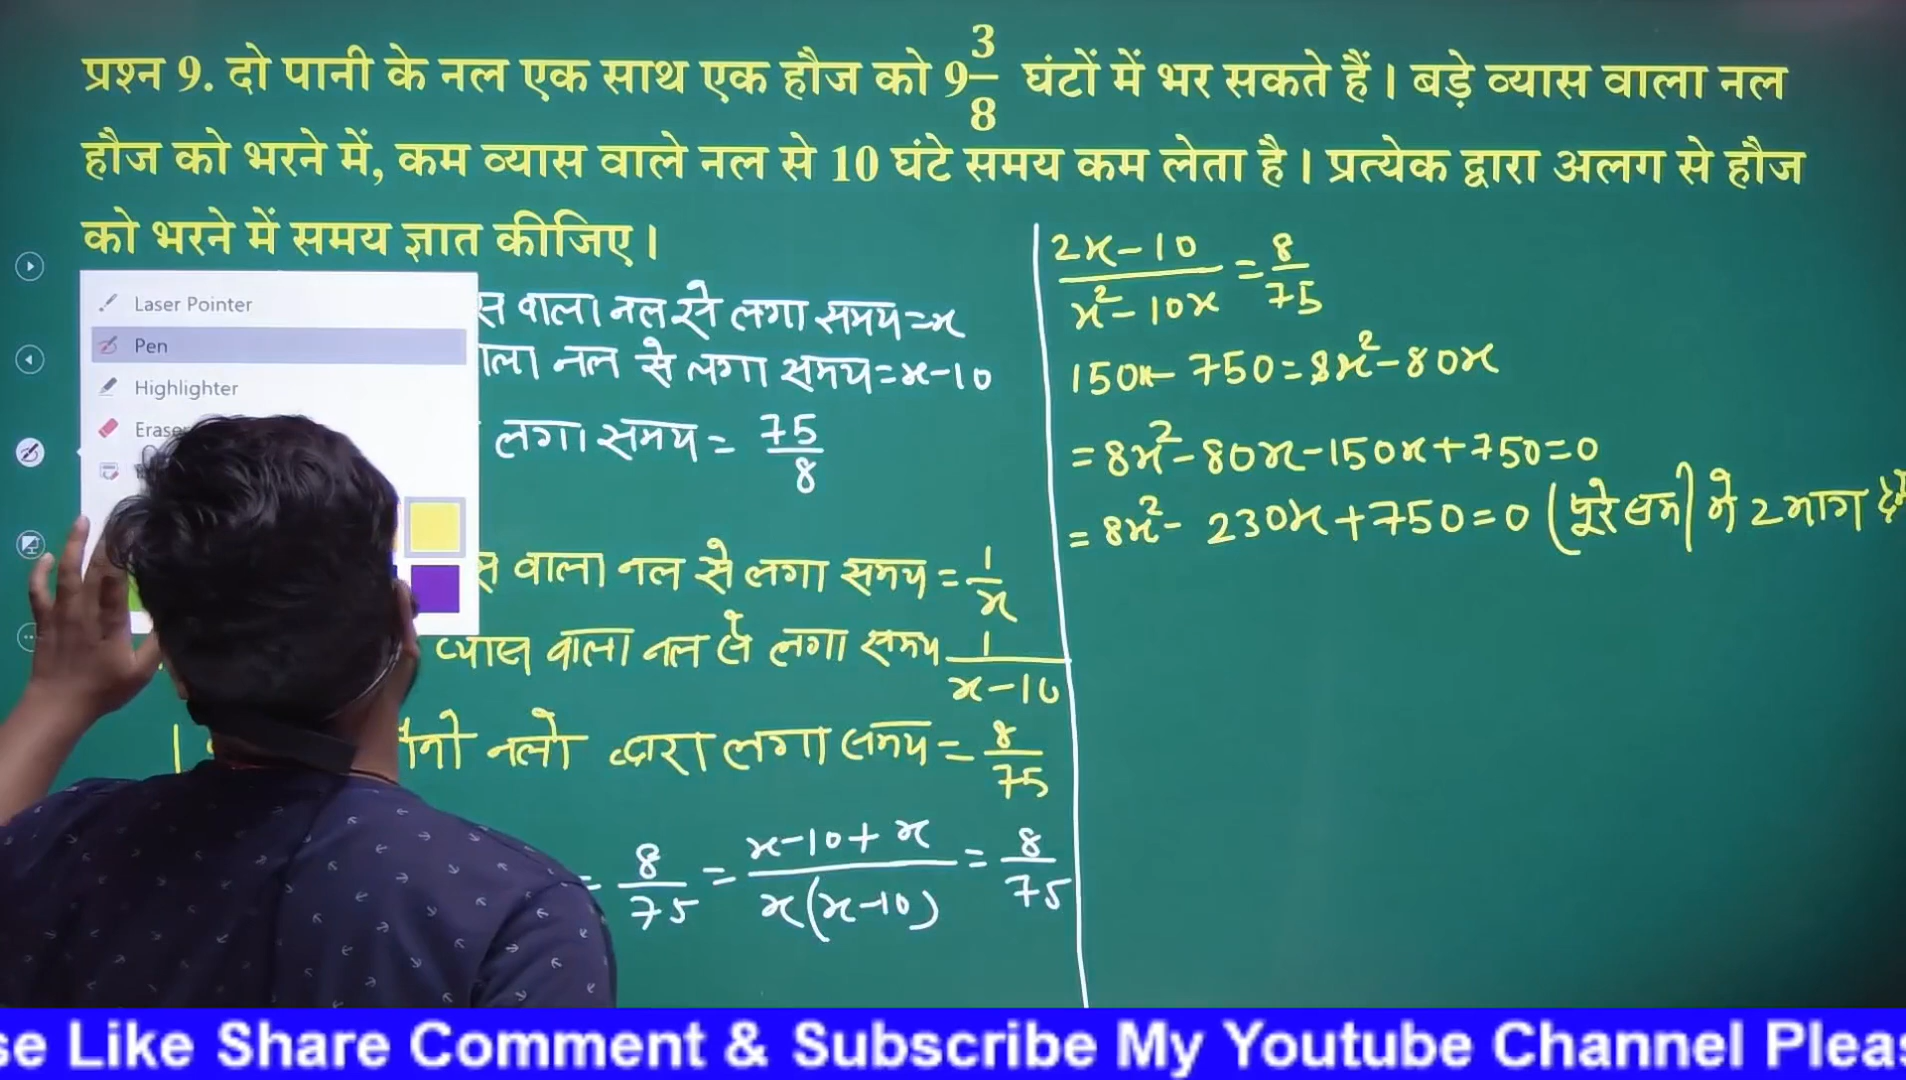 प्रश्न 9. दो पानी के नल एक साथ एक हौज को 9 3/8 घंटों में भर सकते हैं। बड़े व्यास वाला नल
हौज को भरने में, कम व्यास वाले नल से 10 घंटे समय कम लेता है। प्रत्येक द्वारा अलग से हौज
को भरने में समय ज्ञात कीजिए।
Laser Pointer
Pen
Highlighter
स वाला नल से लगा समय=x
ला नल से लगा समय=x-10
लगा समय = 75/8
स वाला नल से लगा समय = 1/x
व्यास वाला नल से लगा समय 1/x-10
नलो द्वारा लगा समय = 8/75
= 8/75 = x-10+x/x(x-10) = 8/75
2x-10/x²-10x = 8/75
150x-750=8x²-80x
= 8x²-80x-150x+750=0
= 8x²-230x+750=0 (पूरे में 2 भाग
se Like Share Comment & Subscribe My Youtube Channel Pleas